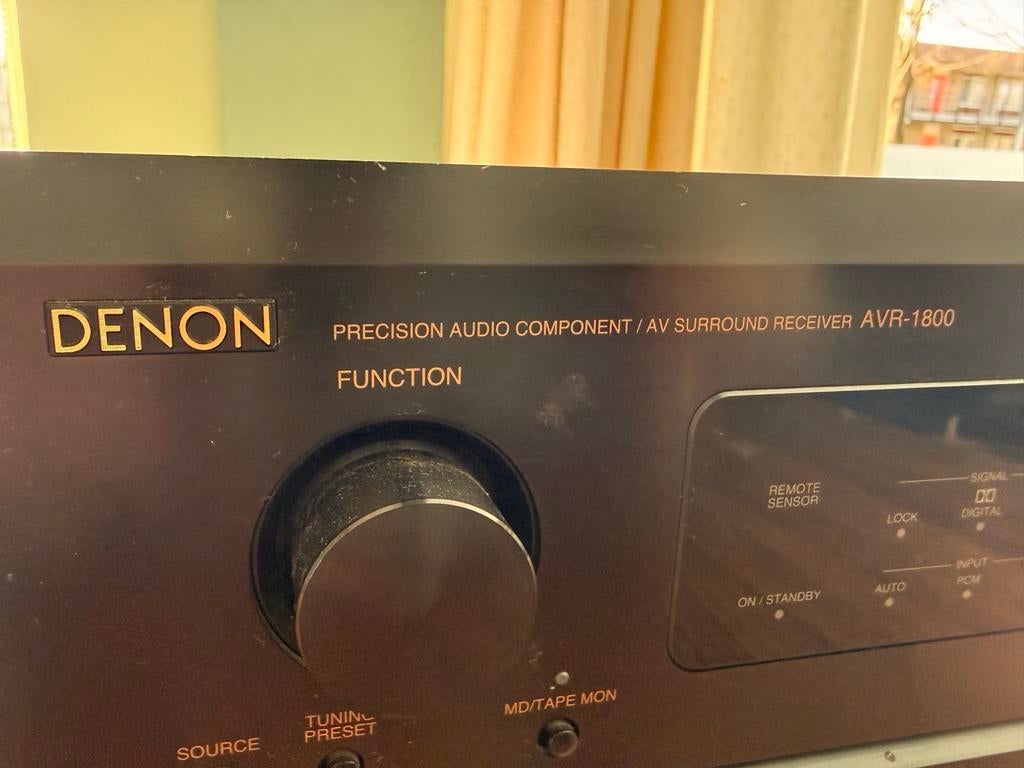 DENON
PRECISION AUDIO COMPONENT / AV SURROUND RECEIVER AVR-1800
FUNCTION
REMOTE
SENSOR
SIGNAL
LOCK
DIGITAL
INPUT
AUTO
PCM
ON / STANDBY
MD/TAPE MON
TUNING
PRESET
SOURCE